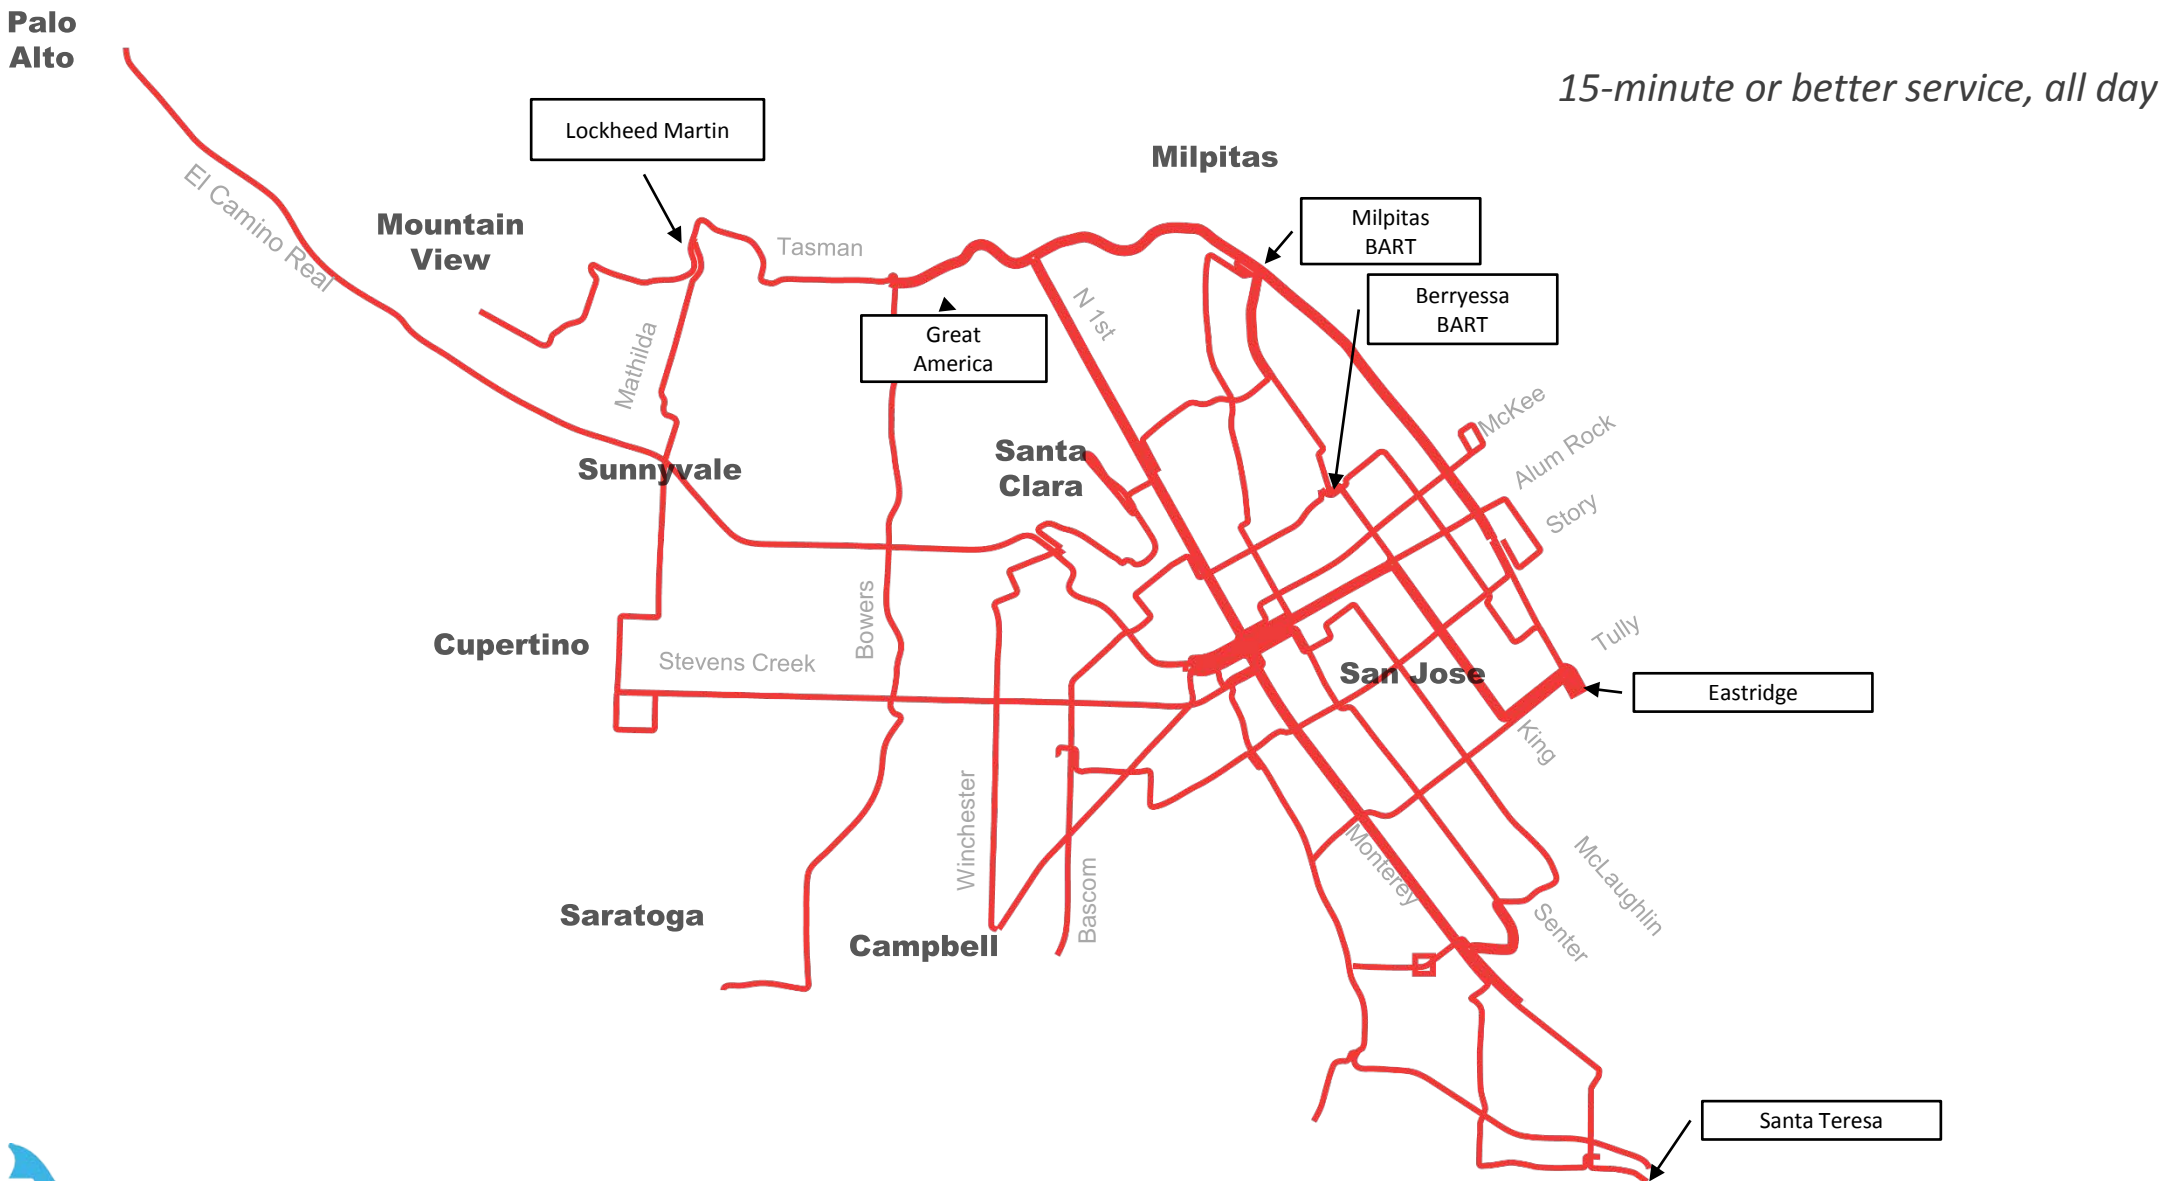 Palo
Alto
15-minute or better service, all day
Lockheed Martin
Milpitas
El Camino Real
Mountain
View
Tasman
Milpitas
BART
Berryessa
BART
N 1st
Great
America
Mathilda
McKee
Alum Rock
Story
Santa
Clara
Sunnyvale
Bowers
Cupertino
Stevens Creek
Tully
San Jose
Eastridge
King
Winchester
Monterey
McLaughlin
Bascom
Senter
Saratoga
Campbell
Santa Teresa